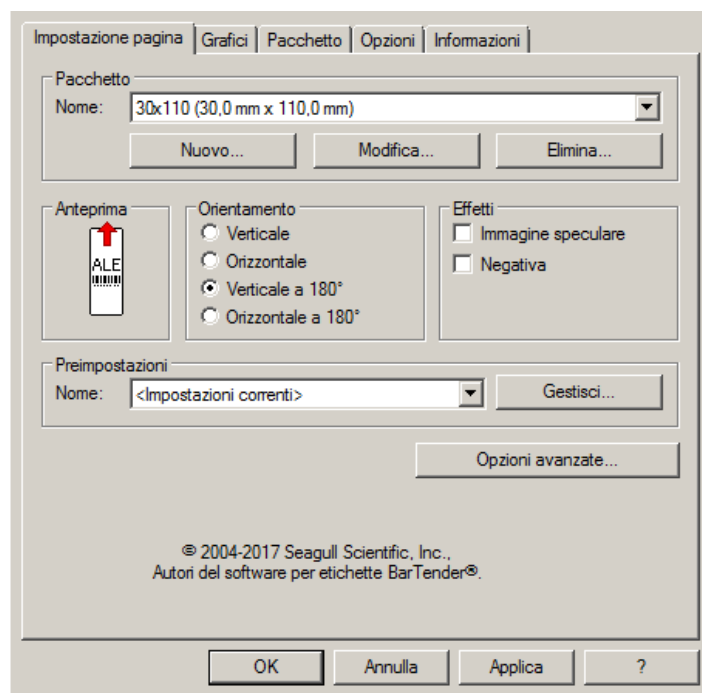 Impostazione pagina Grafici Pacchetto Opzioni Informazioni
Pacchetto
Nome: 30x110 (30,0 mm x 110,0 mm)
Nuovo... Modifica... Elimina...
Anteprima
ALE
Orientamento
Verticale
Orizzontale
Verticale a 180°
Orizzontale a 180°
Effetti
Immagine speculare
Negativa
Preimpostazioni
Nome: <Impostazioni correnti> Gestisci...
Opzioni avanzate...
© 2004-2017 Seagull Scientific, Inc.,
Autori del software per etichette BarTender®.
OK Annulla Applica ?